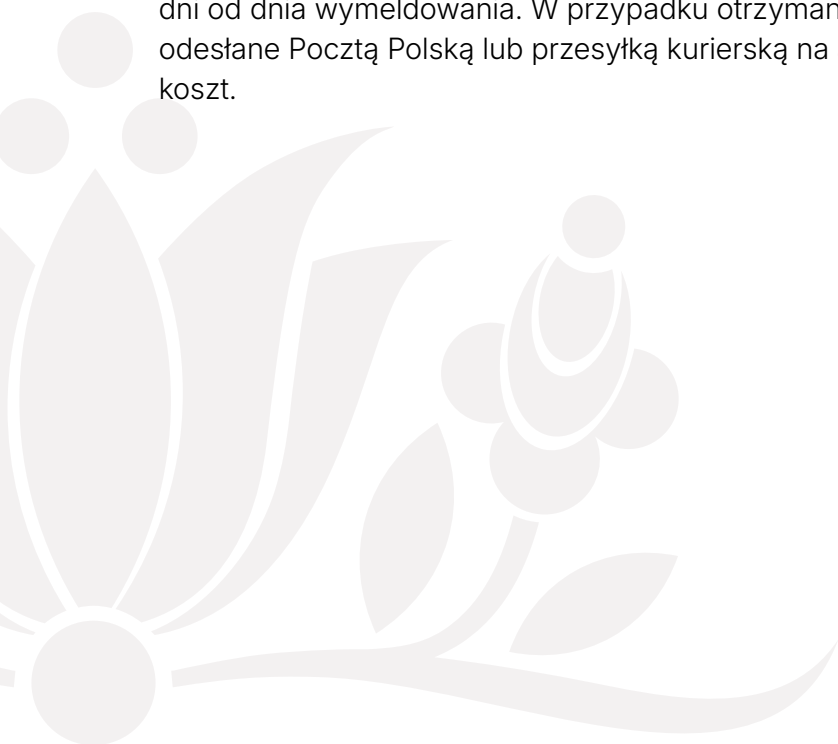 dni od dnia wymeldowania. W przypadku
odesłane Pocztą Polską lub przesyłką kurierską na
koszt.